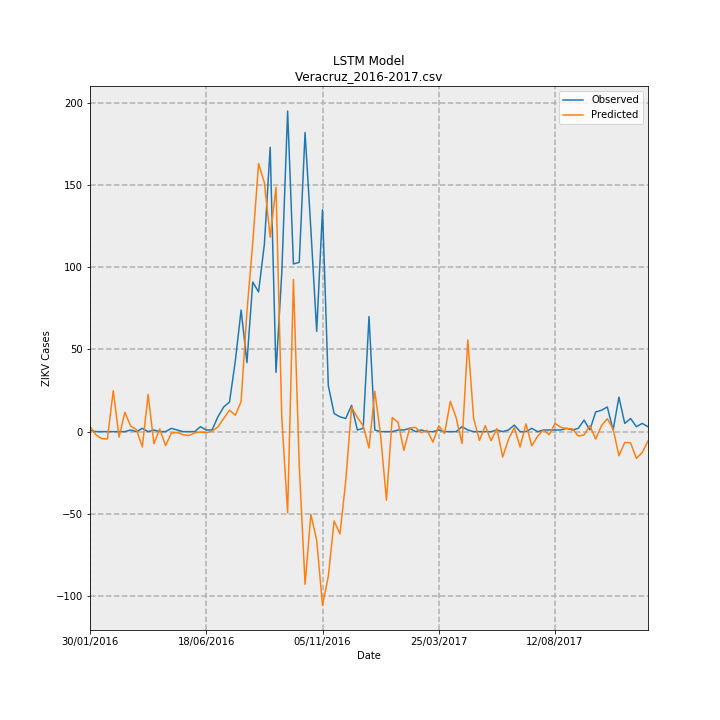 LSTM Model
Veracruz_2016-2017.csv
Observed
Predicted
200
150
100
50
0
−50
−100
ZIKV Cases
30/01/2016
18/06/2016
05/11/2016
25/03/2017
12/08/2017
Date